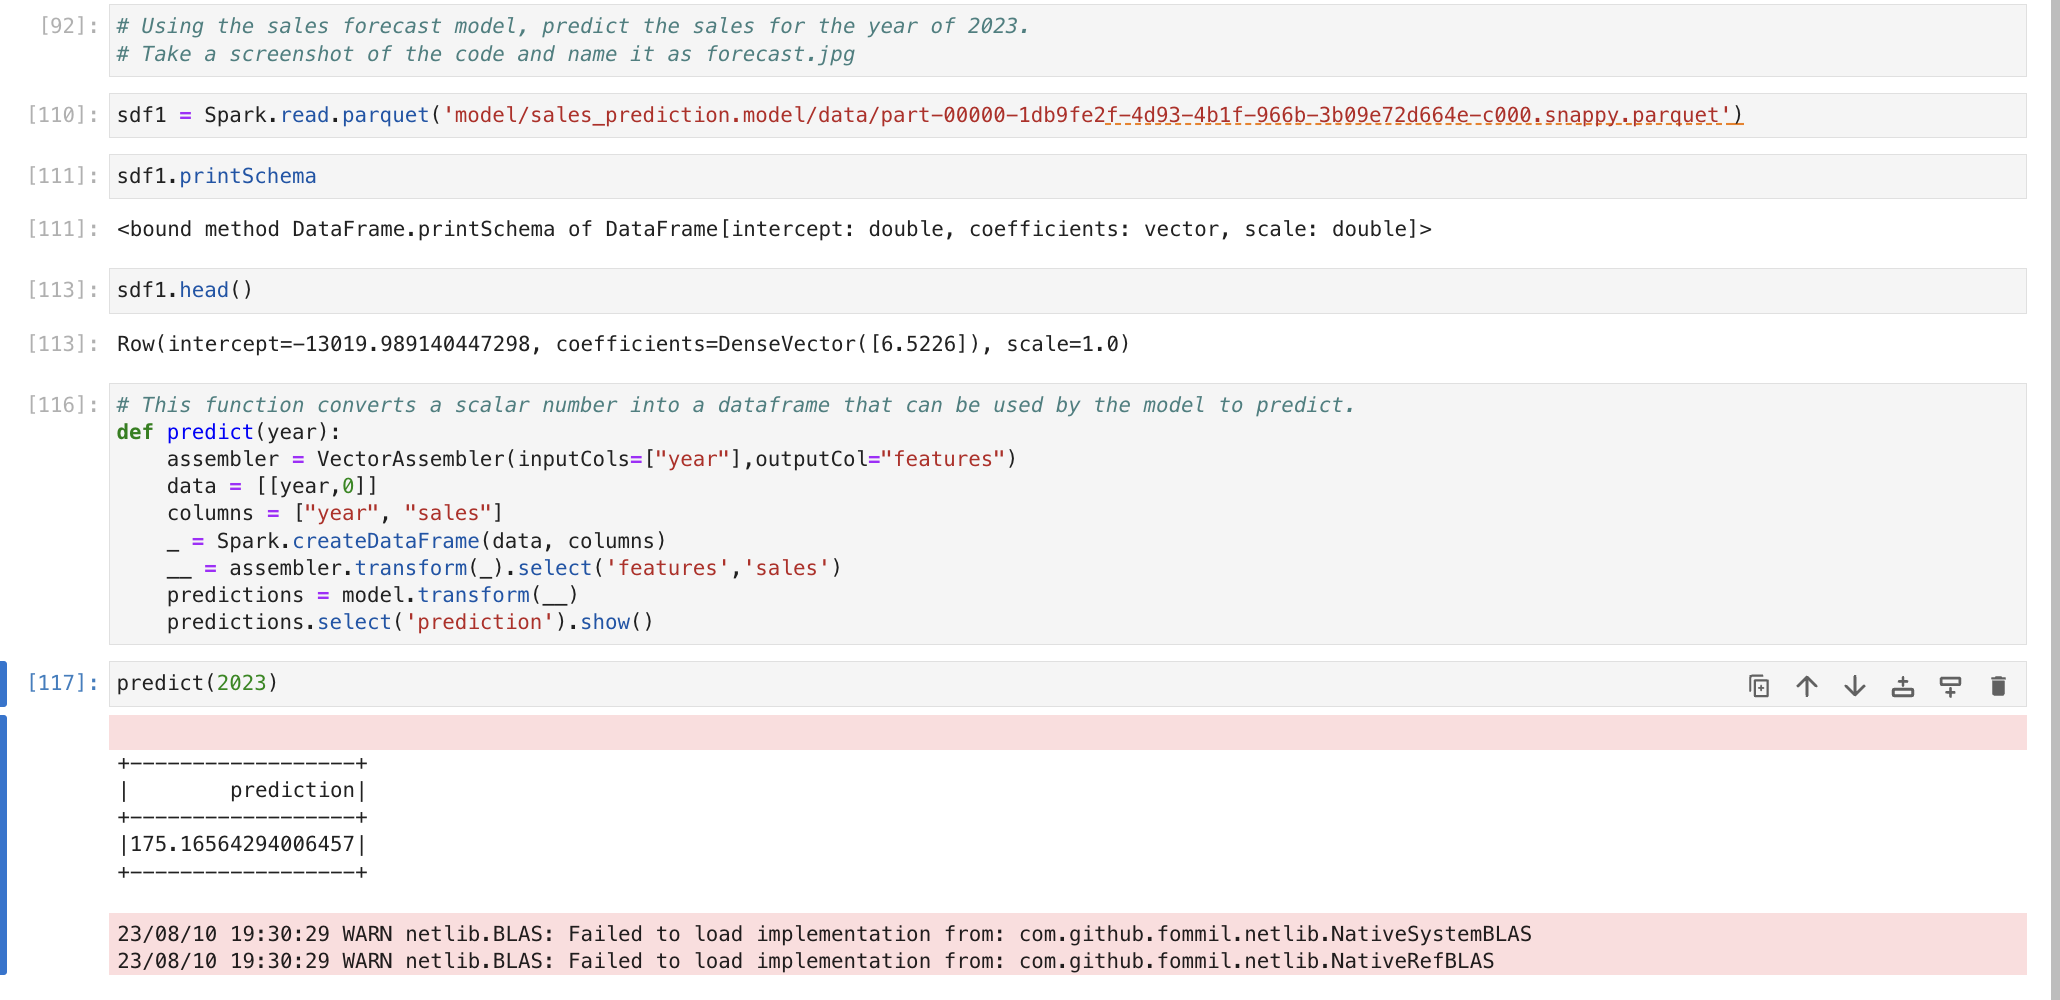 [92]: # Using the sales forecast model, predict the sales for the year of 2023.
# Take a screenshot of the code and name it as forecast.jpg
[110]: sdf1 = Spark.read.parquet('model/sales_prediction.model/data/part-00000-1db9fe2f-4d93-4b1f-966b-3b09e72d664e-c000.snappy.parquet')
[111]: sdf1.printSchema
[111]: <bound method DataFrame.printSchema of DataFrame[intercept: double, coefficients: vector, scale: double]>
[113]: sdf1.head()
[113]: Row(intercept=-13019.989140447298, coefficients=DenseVector([6.5226]), scale=1.0)
[116]: # This function converts a scalar number into a dataframe that can be used by the model to predict.
def predict(year):
    assembler = VectorAssembler(inputCols=["year"],outputCol="features")
    data = [[year,0]]
    columns = ["year", "sales"]
    _ = Spark.createDataFrame(data, columns)
    __ = assembler.transform(_).select('features','sales')
    predictions = model.transform(__)
    predictions.select('prediction').show()
[117]: predict(2023)
+------------------+
|        prediction|
+------------------+
|175.16564294006457|
+------------------+
23/08/10 19:30:29 WARN netlib.BLAS: Failed to load implementation from: com.github.fommil.netlib.NativeSystemBLAS
23/08/10 19:30:29 WARN netlib.BLAS: Failed to load implementation from: com.github.fommil.netlib.NativeRefBLAS